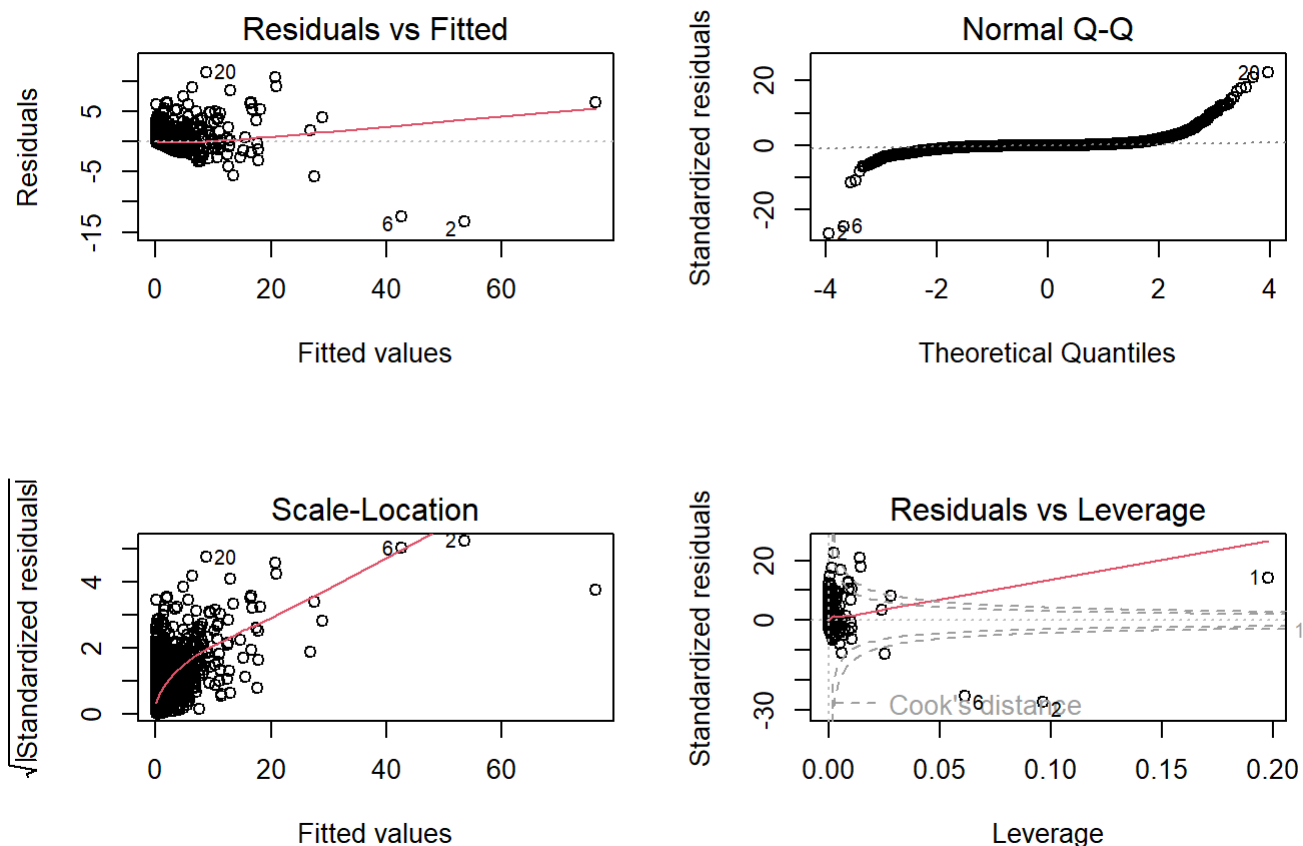 Residuals vs Fitted
Residuals
5
-5
-15
20
6
2
0 20 40 60
Fitted values
Normal Q-Q
Standardized residuals
20
0
-20
20
2
6
-4 -2 0 2 4
Theoretical Quantiles
Scale-Location
√|Standardized residuals|
4
2
0
20
6
2
0 20 40 60
Fitted values
Residuals vs Leverage
Standardized residuals
20
0
-30
1
1
6
2
Cook's distance
0.00 0.05 0.10 0.15 0.20
Leverage